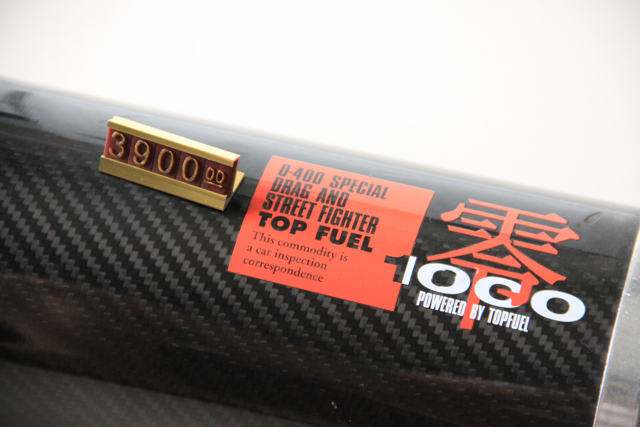 3900 00
0-400 SPECIAL
DRAG AND
STREET FIGHTER
TOP FUEL
This commodity is
a car inspection
correspondence
零
1000
POWERED BY TOPFUEL